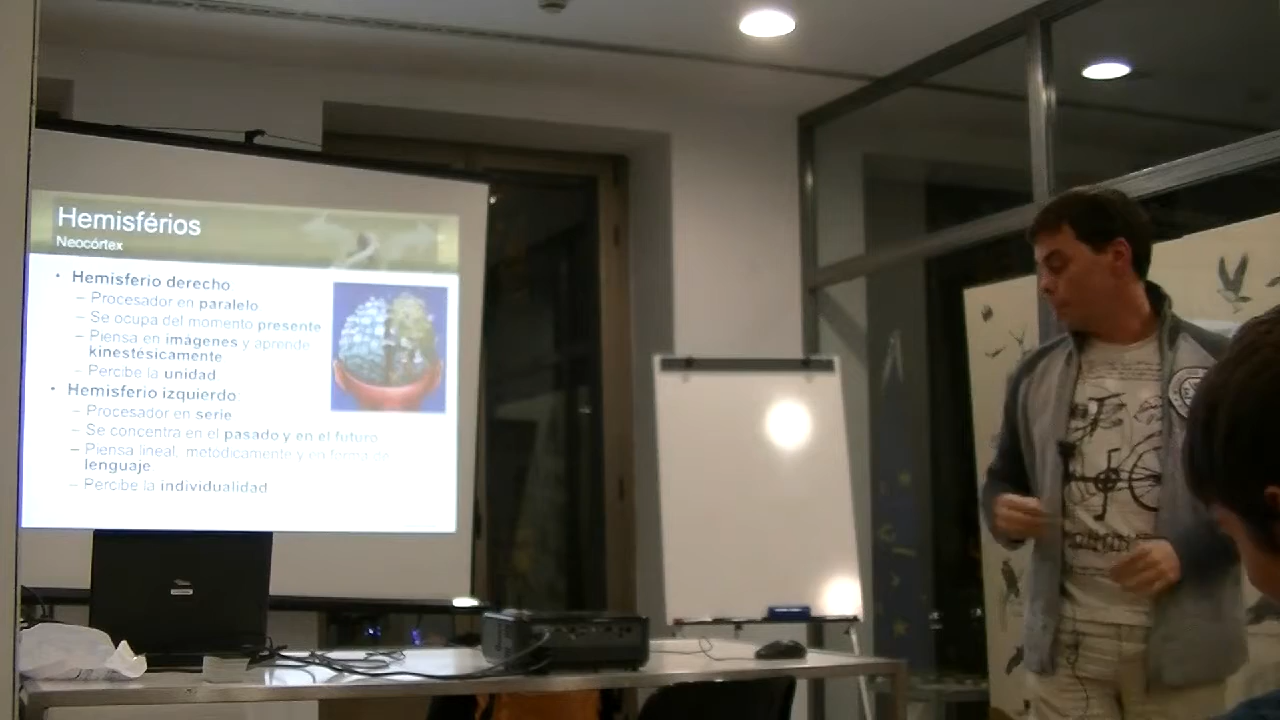 Hemisférios
Neocórtex
• Hemisferio derecho
– Procesador en paralelo
– Se ocupa del momento presente
– Piensa en imágenes y aprende
kinestésicamente
– Percibe la unidad
• Hemisferio izquierdo:
– Procesador en serie
– Se concentra en el pasado y en el futuro
– Piensa lineal, metodicamente y en forma de
lenguaje
– Percibe la individualidad